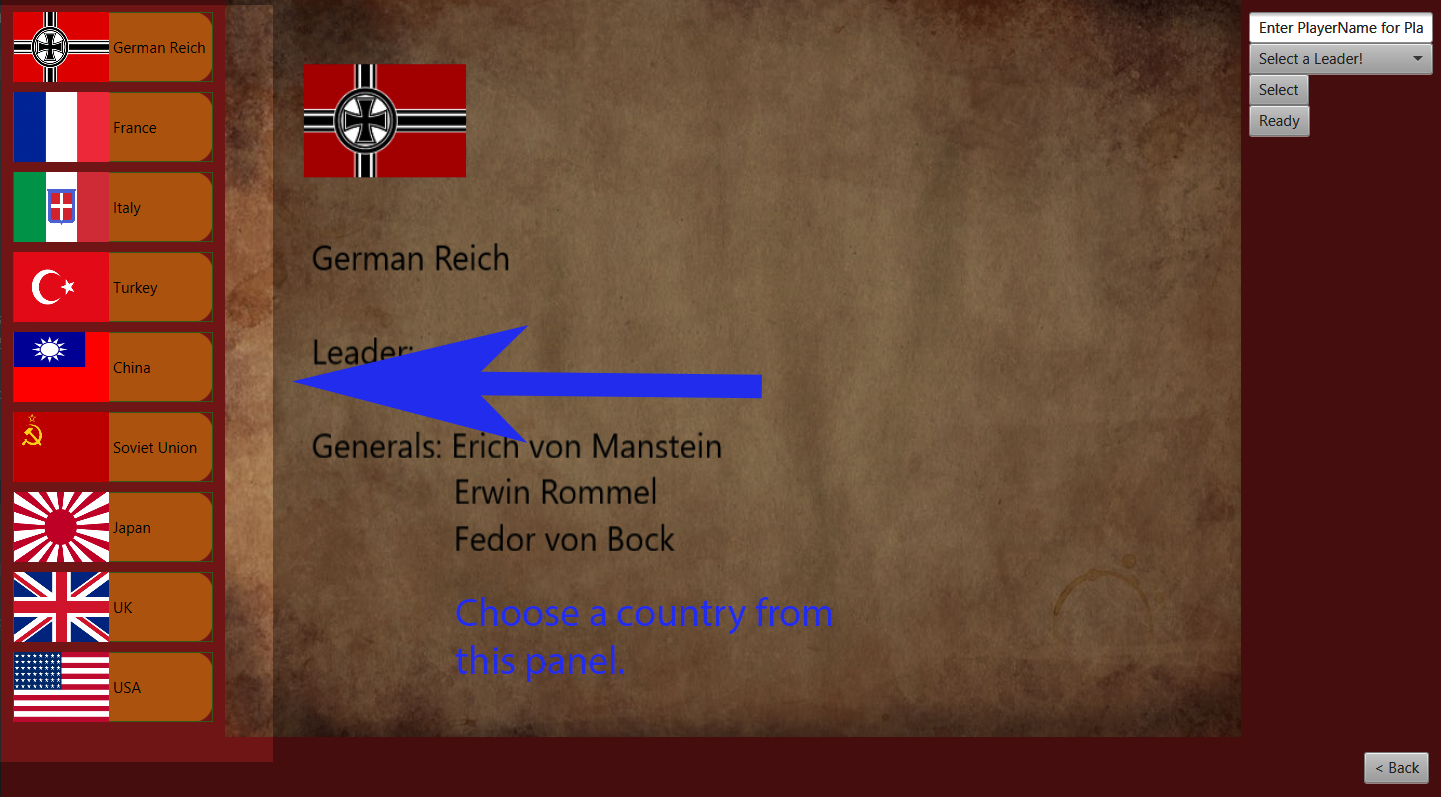 German Reich
France
Italy
Turkey
China
Soviet Union
Japan
UK
USA
German Reich
Leader:
Generals: Erich von Manstein
Erwin Rommel
Fedor von Bock
Choose a country from
this panel.
Enter PlayerName for Pla
Select a Leader!
Select
Ready
< Back